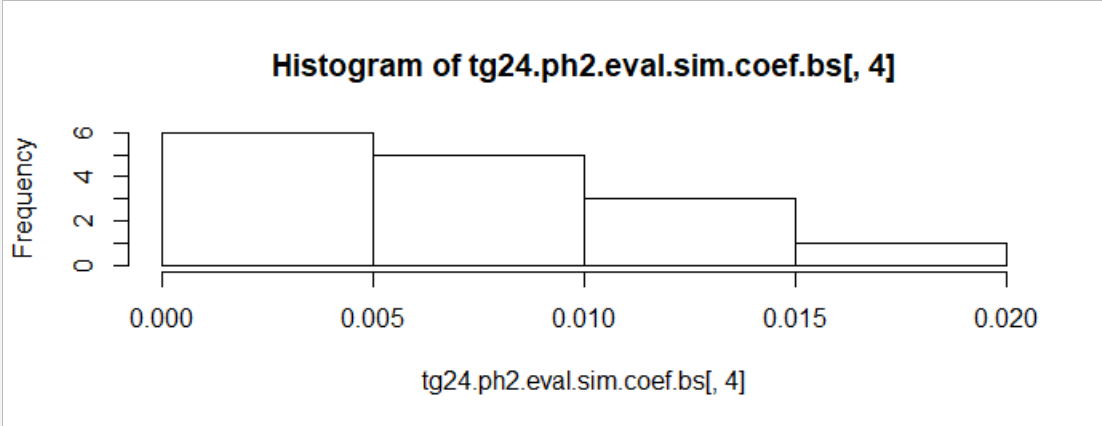 Histogram of tg24.ph2.eval.sim.coef.bs[, 4]
Frequency
6
4
2
0
0.000 0.005 0.010 0.015 0.020
tg24.ph2.eval.sim.coef.bs[, 4]